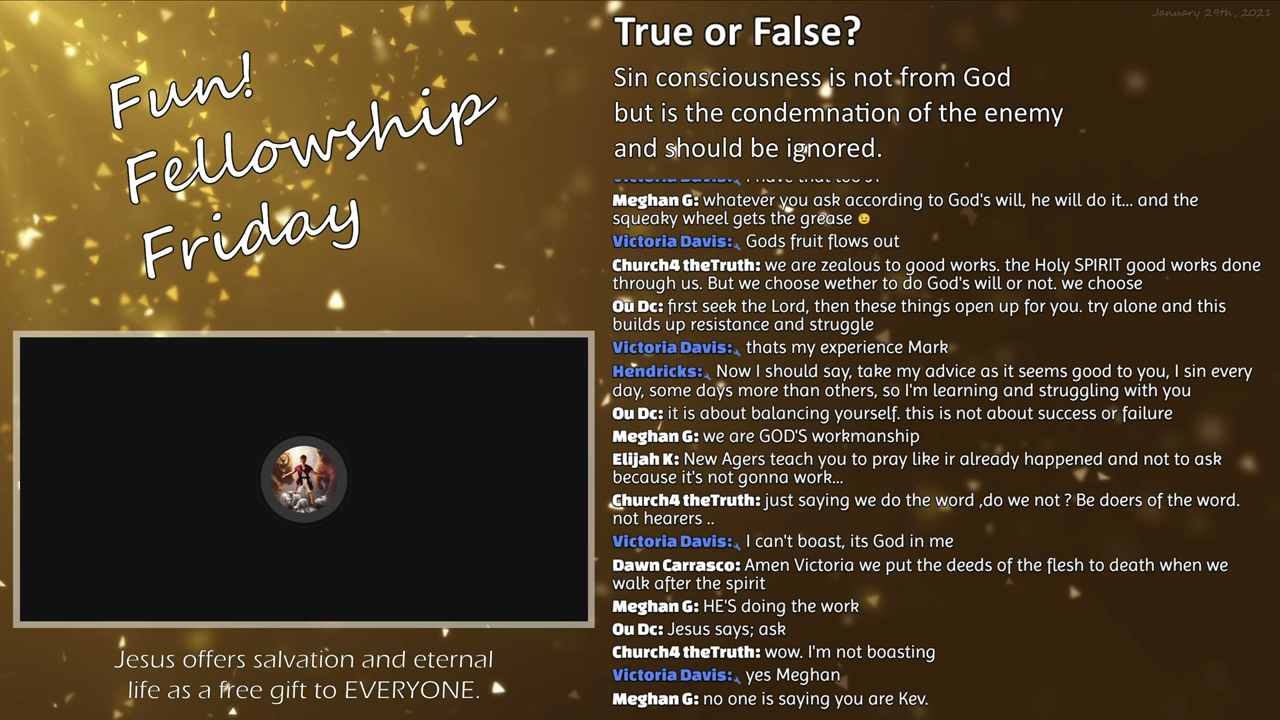 Fun!
Fellowship
Friday
Jesus offers salvation and eternal
life as a free gift to EVERYONE.
January 29th, 2021
True or False?
Sin consciousness is not from God
but is the condemnation of the enemy
and should be ignored.
Victoria Davis: I have that too
Meghan G: whatever you ask according to God's will, he will do it... and the
squeaky wheel gets the grease 😉
Victoria Davis: Gods fruit flows out
Church4 theTruth: we are zealous to good works. the Holy SPIRIT good works done
through us. But we choose wether to do God's will or not. we choose
Ou Dc: first seek the Lord, then these things open up for you. try alone and this
builds up resistance and struggle
Victoria Davis: thats my experience Mark
Hendricks: Now I should say, take my advice as it seems good to you, I sin every
day, some days more than others, so I'm learning and struggling with you
Ou Dc: it is about balancing yourself. this is not about success or failure
Meghan G: we are GOD'S workmanship
Elijah K: New Agers teach you to pray like ir already happened and not to ask
because it's not gonna work...
Church4 theTruth: just saying we do the word ,do we not ? Be doers of the word.
not hearers ..
Victoria Davis: I can't boast, its God in me
Dawn Carrasco: Amen Victoria we put the deeds of the flesh to death when we
walk after the spirit
Meghan G: HE'S doing the work
Ou Dc: Jesus says; ask
Church4 theTruth: wow. I'm not boasting
Victoria Davis: yes Meghan
Meghan G: no one is saying you are Kev.